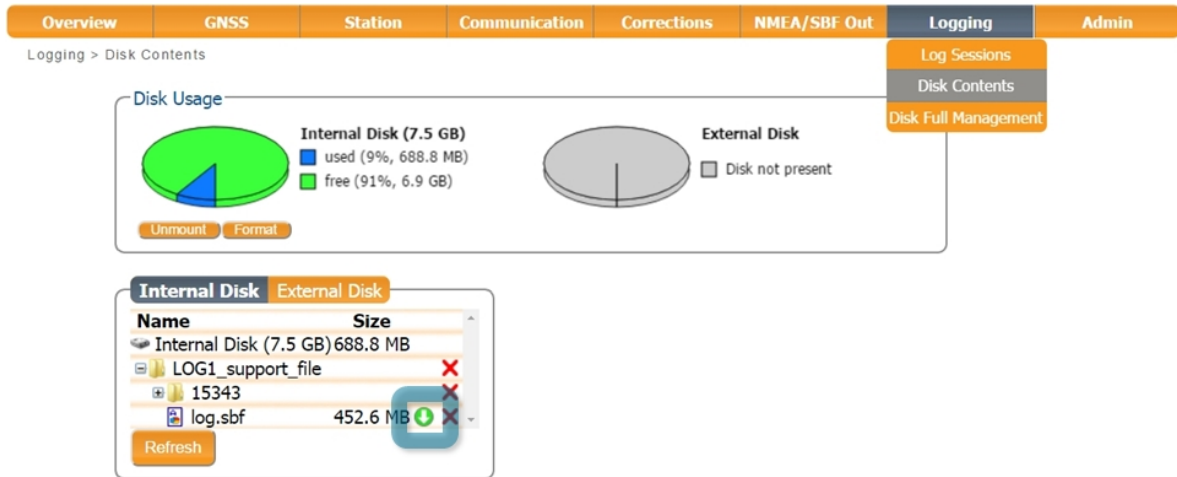 Overview GNSS Station Communication Corrections NMEA/SBF Out Logging Admin
Logging > Disk Contents
Log Sessions
Disk Contents
Disk Full Management
Disk Usage
Internal Disk (7.5 GB)
used (9%, 688.8 MB)
free (91%, 6.9 GB)
External Disk
Disk not present
Unmount Format
Internal Disk External Disk
Name Size
Internal Disk (7.5 GB) 688.8 MB
LOG1_support_file
15343
log.sbf 452.6 MB
Refresh